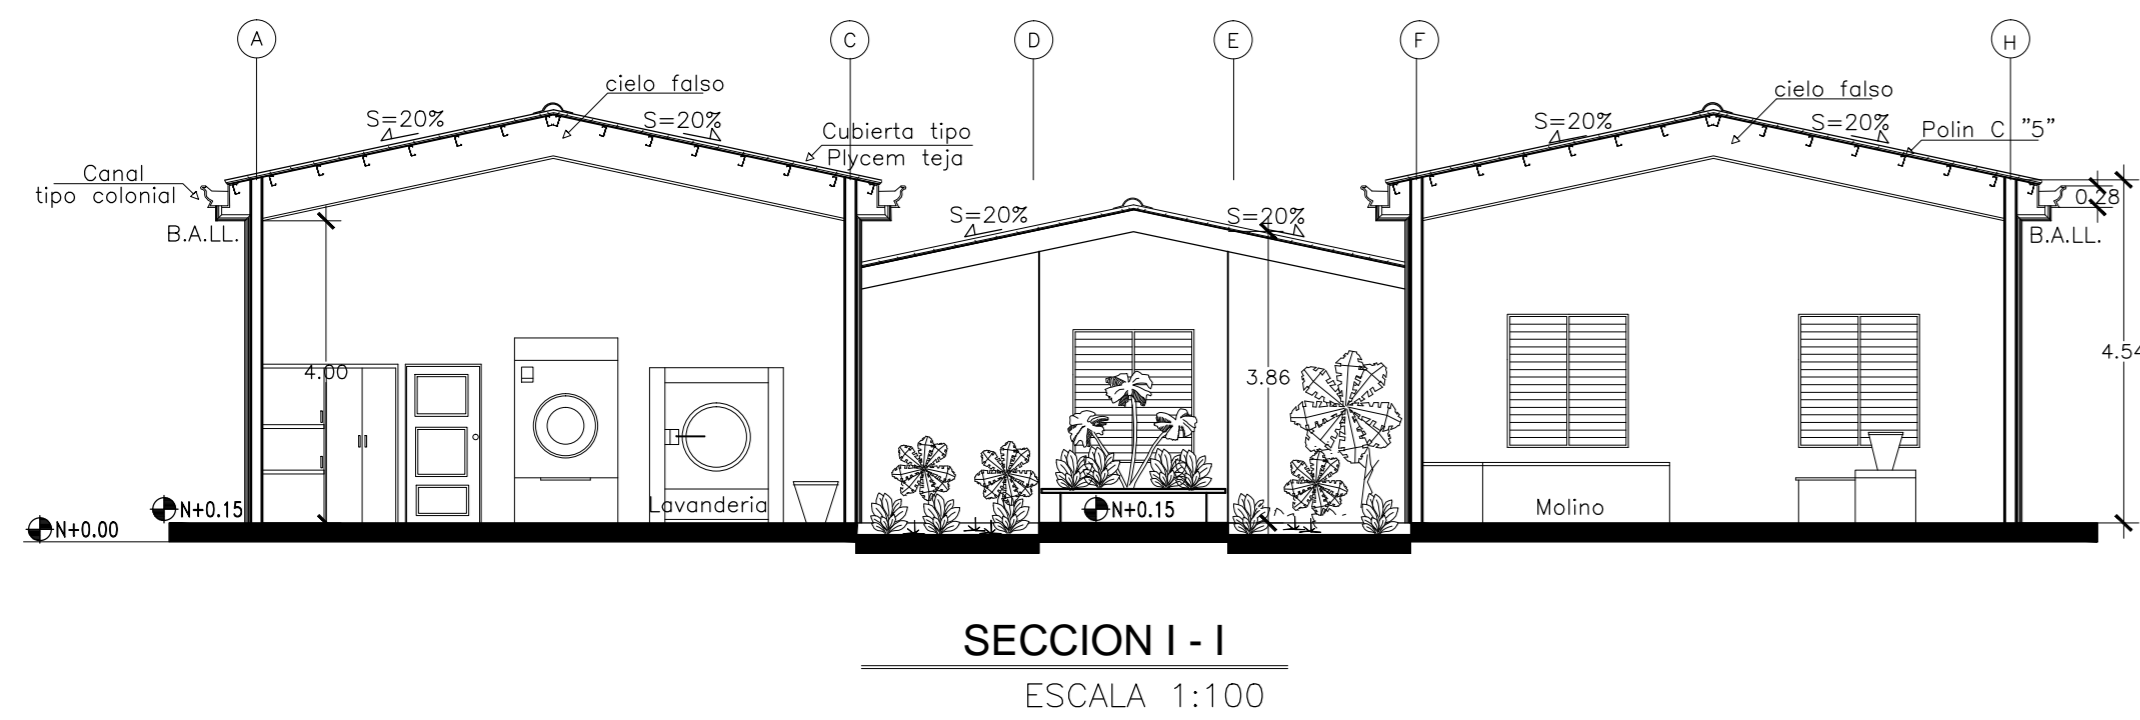 A
C
D
E
F
H
cielo falso
cielo falso
S=20%
S=20%
S=20%
S=20%
Cubierta tipo
Plycem teja
Polin C "5"
Canal
tipo colonial
0.28
B.A.LL.
B.A.LL.
S=20%
S=20%
4.00
3.86
4.54
Lavanderia
Molino
N+0.15
N+0.15
N+0.00
SECCION I - I
ESCALA 1:100